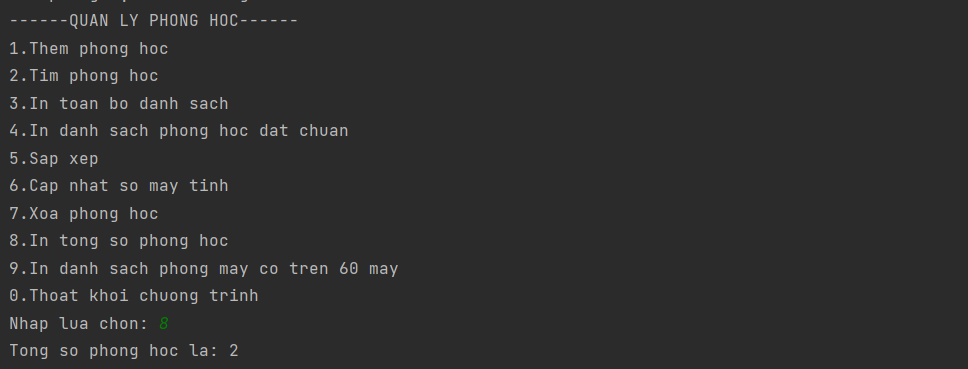 ------QUAN LY PHONG HOC------
1.Them phong hoc
2.Tim phong hoc
3.In toan bo danh sach
4.In danh sach phong hoc dat chuan
5.Sap xep
6.Cap nhat so may tinh
7.Xoa phong hoc
8.In tong so phong hoc
9.In danh sach phong may co tren 60 may
0.Thoat khoi chuong trinh
Nhap lua chon: 8
Tong so phong hoc la: 2